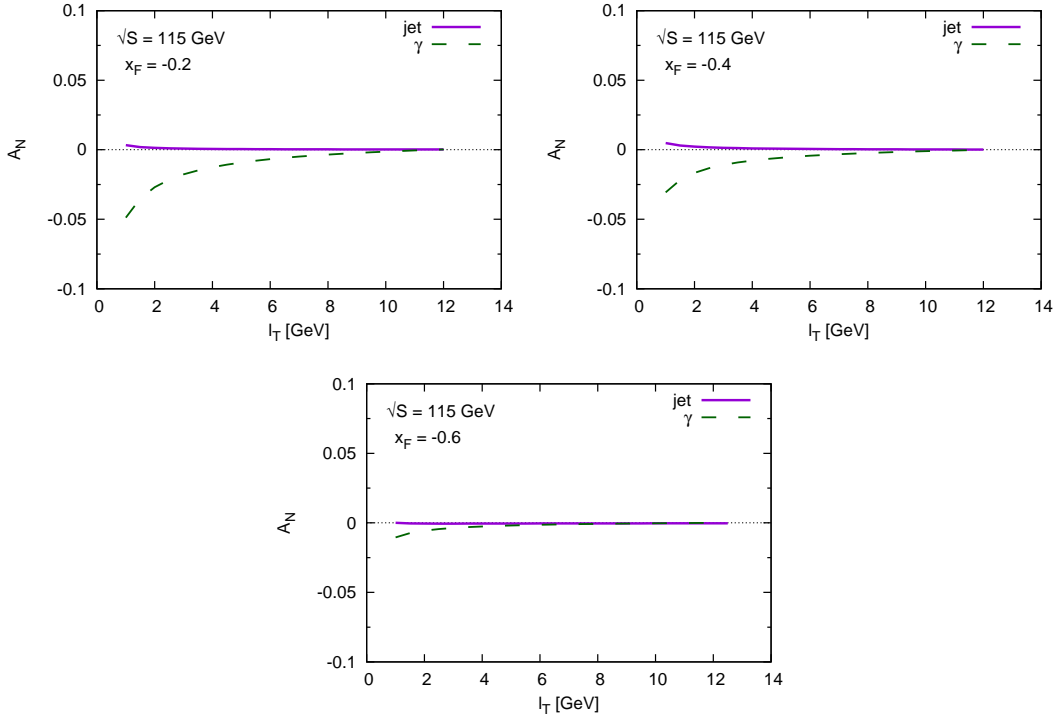 0.1
0.05
0
-0.05
-0.1
A_N
√S = 115 GeV
x_F = -0.2
jet
γ
0 2 4 6 8 10 12 14
l_T [GeV]
0.1
0.05
0
-0.05
-0.1
A_N
√S = 115 GeV
x_F = -0.4
jet
γ
0 2 4 6 8 10 12 14
l_T [GeV]
0.1
0.05
0
-0.05
-0.1
A_N
√S = 115 GeV
x_F = -0.6
jet
γ
0 2 4 6 8 10 12 14
l_T [GeV]